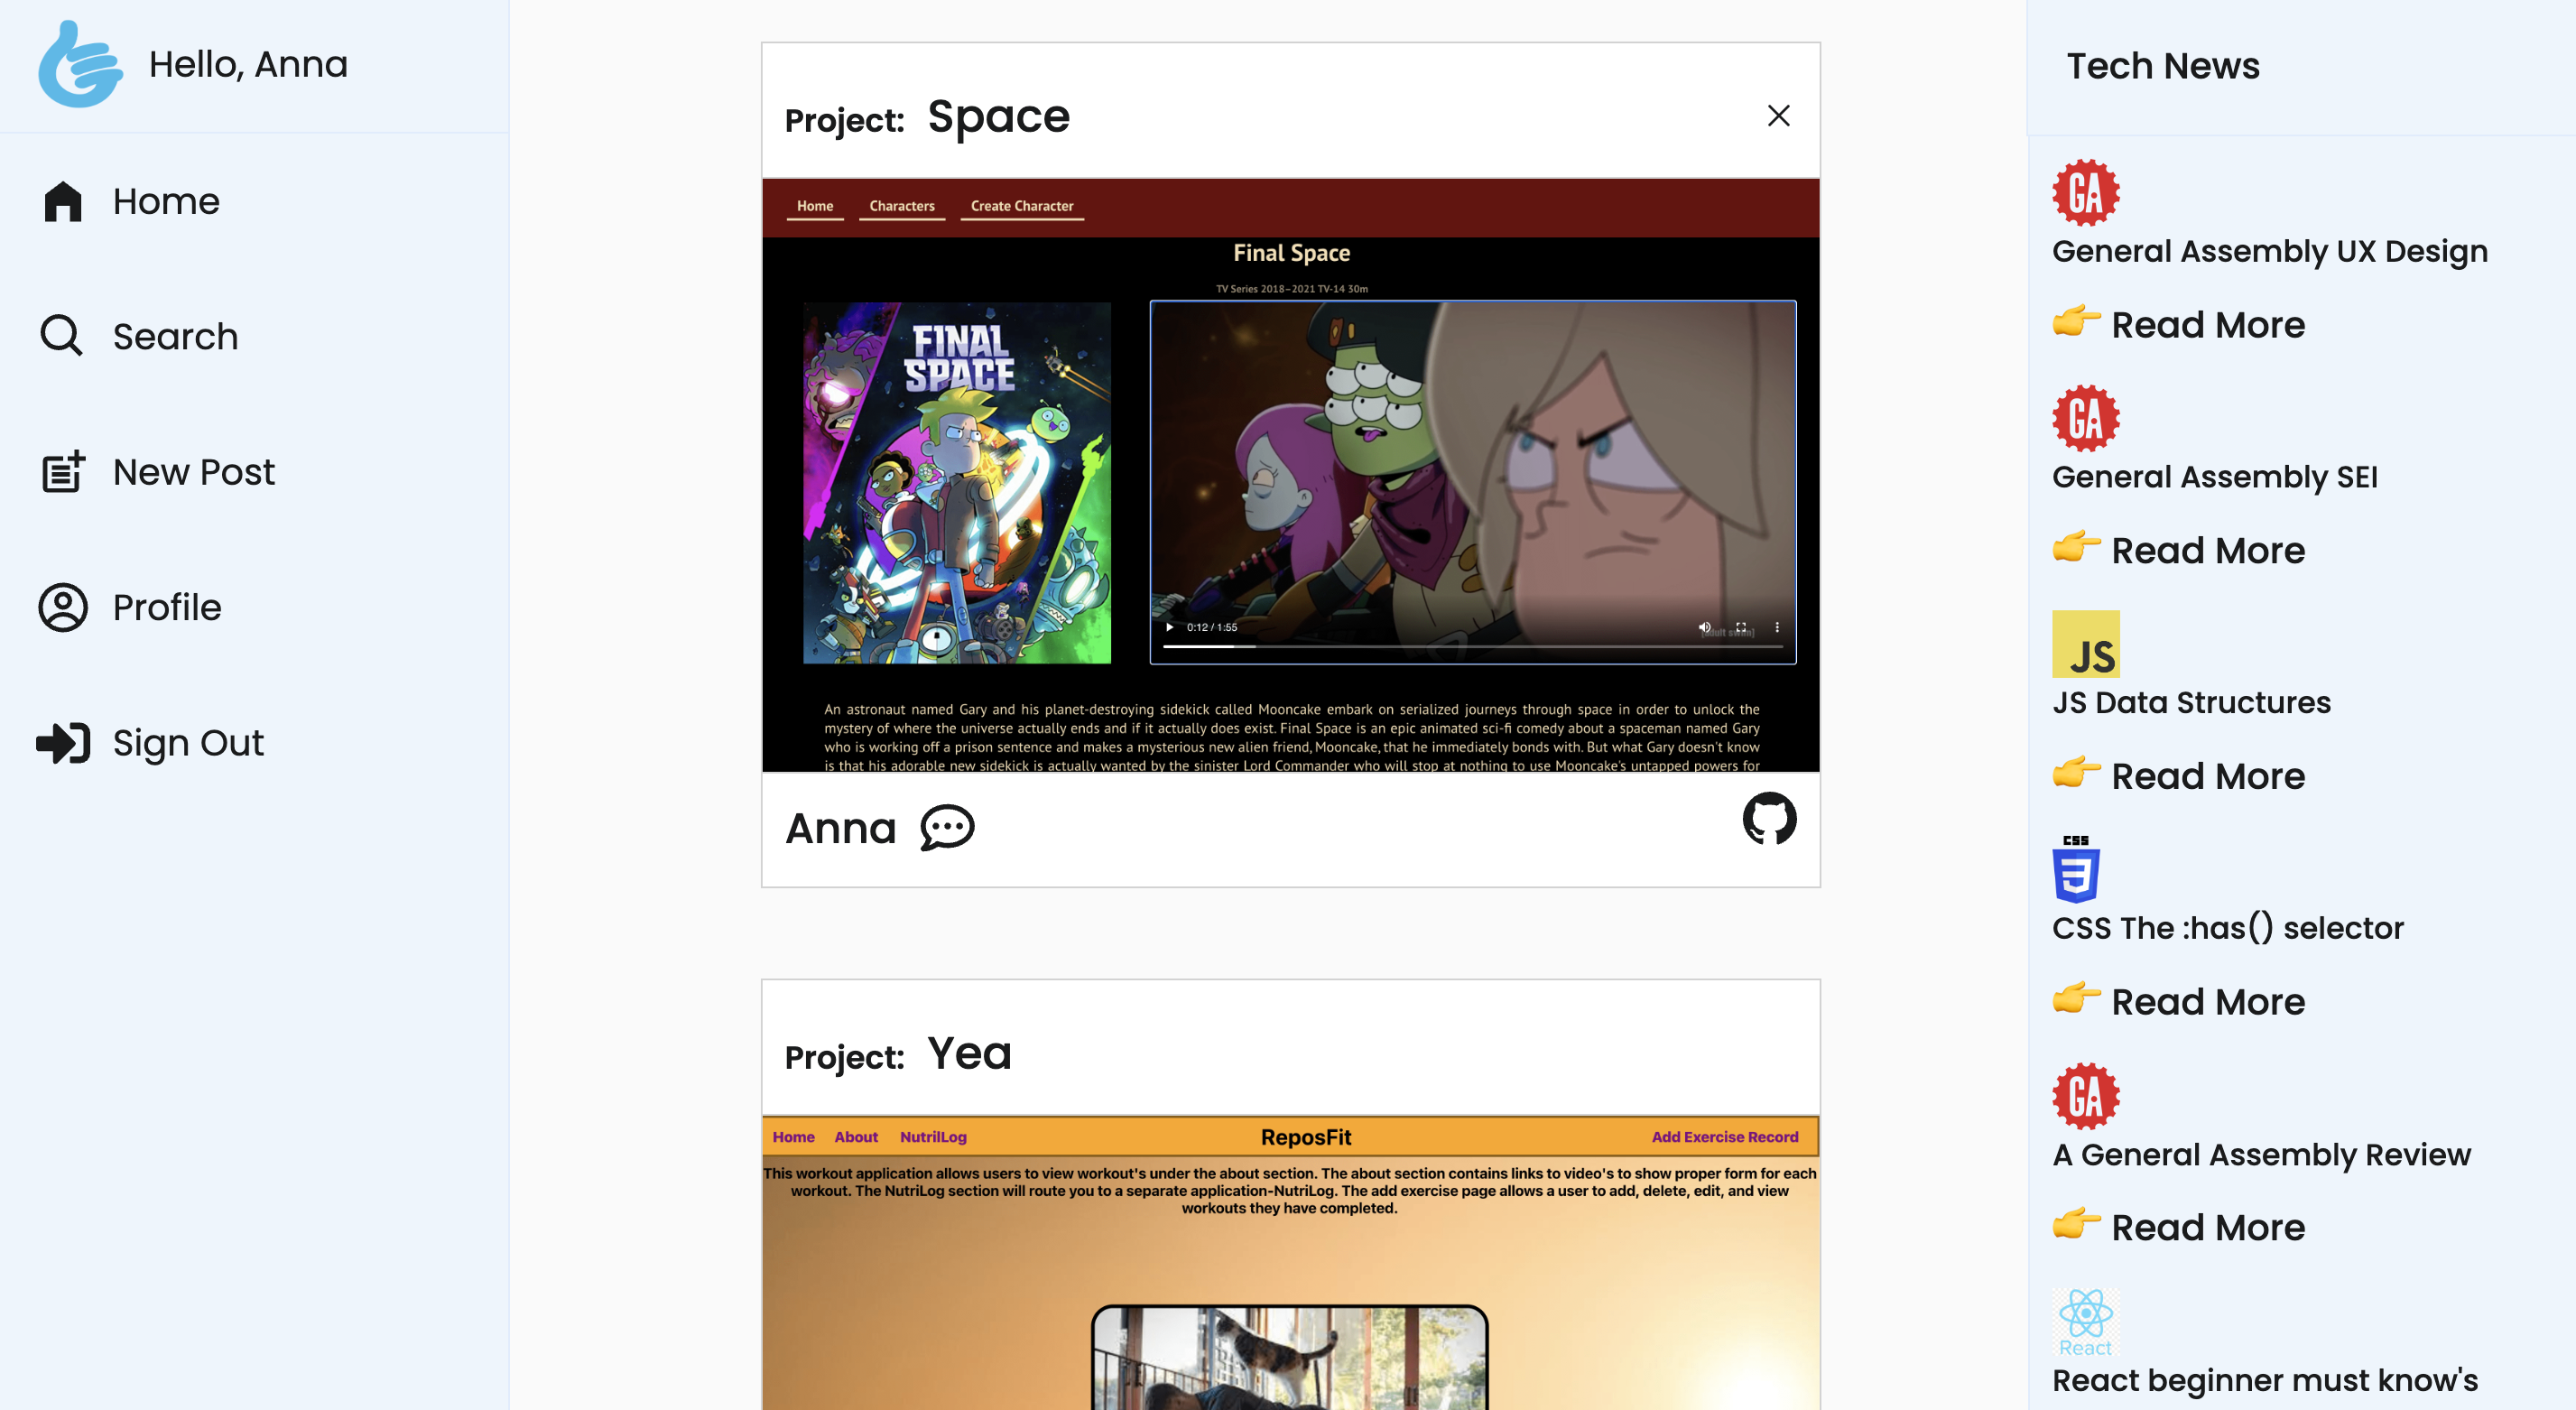 Hello, Anna
Home
Search
New Post
Profile
Sign Out
Project: Space
Home Characters Create Character
Final Space
TV Series 2018–2021 TV-14 30m
FINAL
SPACE
0:12 / 1:55
[adult swim]
An astronaut named Gary and his planet-destroying sidekick called Mooncake embark on serialized journeys through space in order to unlock the
mystery of where the universe actually ends and if it actually does exist. Final Space is an epic animated sci-fi comedy about a spaceman named Gary
who is working off a prison sentence and makes a mysterious new alien friend, Mooncake, that he immediately bonds with. But what Gary doesn't know
is that his adorable new sidekick is actually wanted by the sinister Lord Commander who will stop at nothing to use Mooncake's untapped powers for
Anna
Project: Yea
Home About NutrilLog ReposFit Add Exercise Record
This workout application allows users to view workout's under the about section. The about section contains links to video's to show proper form for each
workout. The NutriLog section will route you to a separate application-NutriLog. The add exercise page allows a user to add, delete, edit, and view
workouts they have completed.
Tech News
GA
General Assembly UX Design
Read More
GA
General Assembly SEI
Read More
JS
JS Data Structures
Read More
CSS
3
CSS The :has() selector
Read More
GA
A General Assembly Review
Read More
React
React beginner must know's